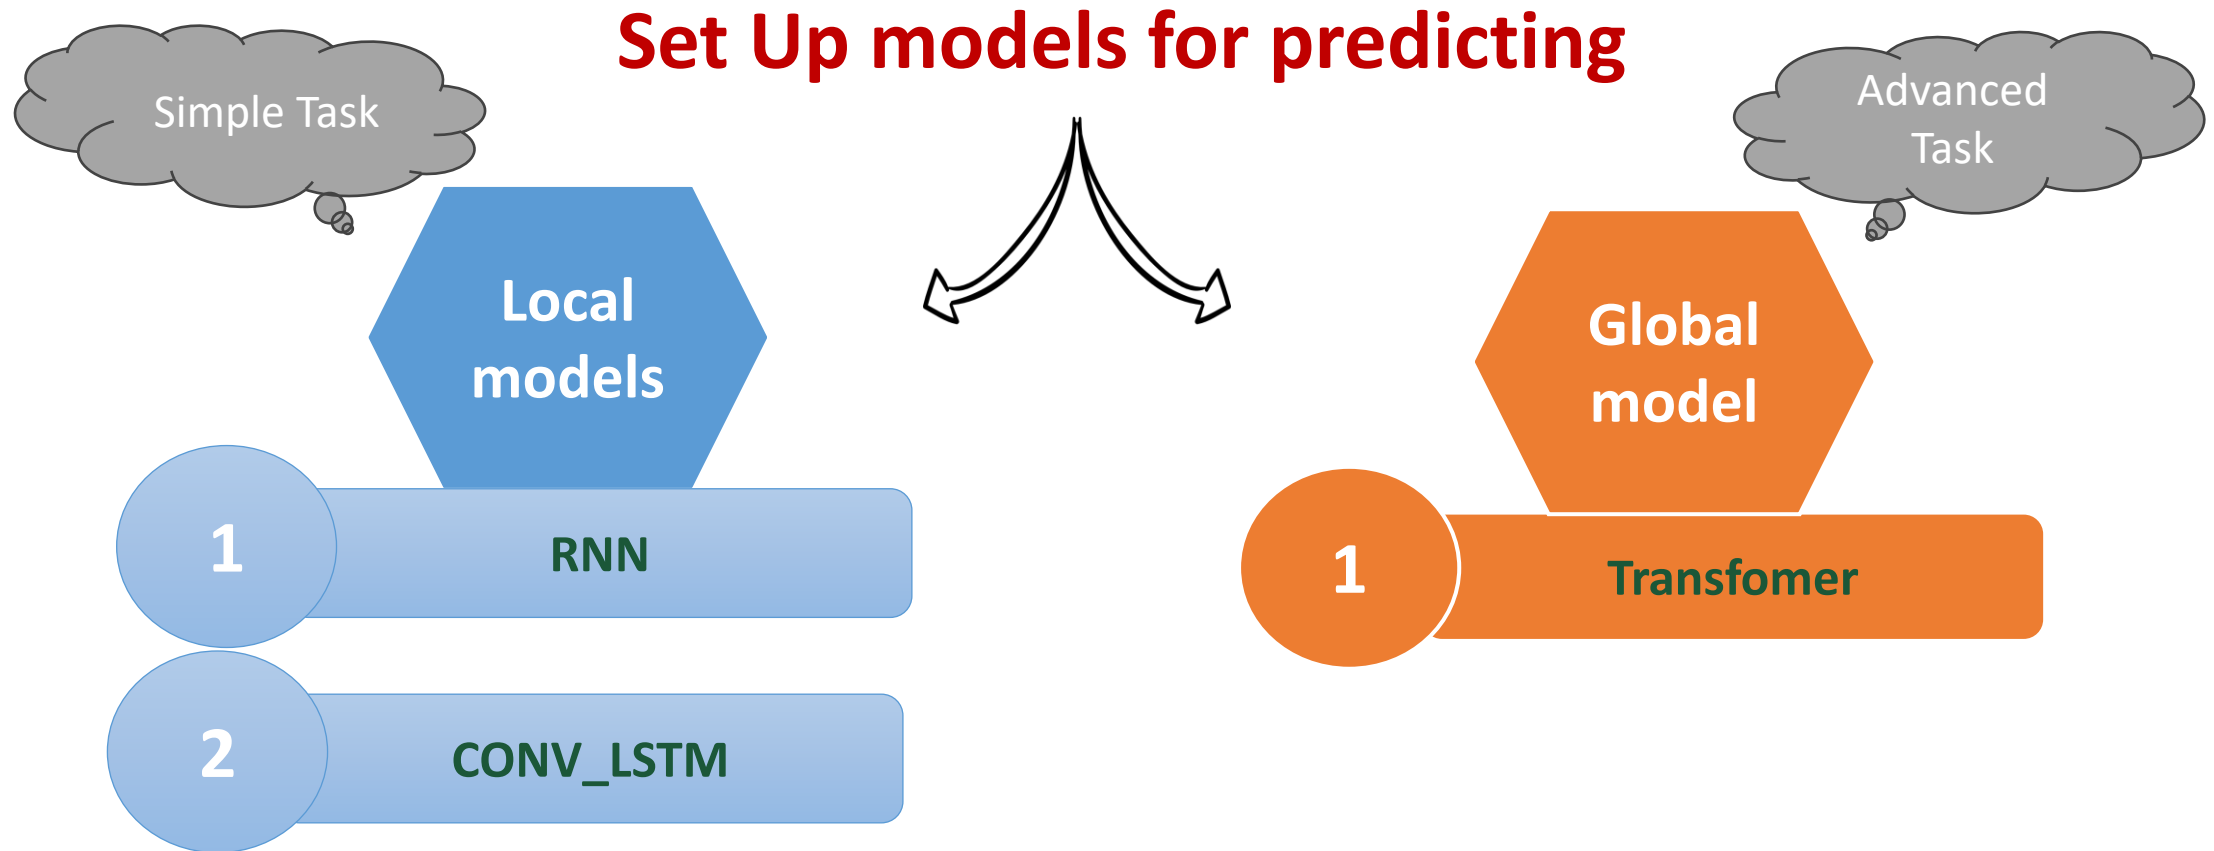 Set Up models for predicting
Simple Task
Advanced
Task
Local
models
Global
model
1
RNN
1
Transfomer
2
CONV_LSTM